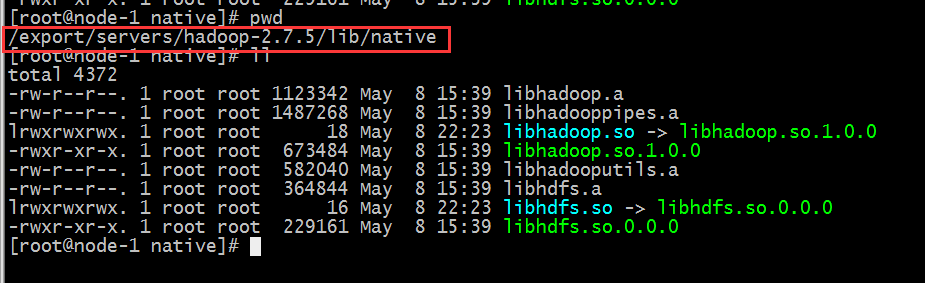 -rwxr-xr-x. 1 root root 229161 May 8 15:39 libhdfs.so.0.0.0
[root@node-1 native]# pwd
/export/servers/hadoop-2.7.5/lib/native
[root@node-1 native]# ll
total 4372
-rw-r--r--. 1 root root 1123342 May 8 15:39 libhadoop.a
-rw-r--r--. 1 root root 1487268 May 8 15:39 libhadooppipes.a
lrwxrwxrwx. 1 root root 18 May 8 22:23 libhadoop.so -> libhadoop.so.1.0.0
-rwxr-xr-x. 1 root root 673484 May 8 15:39 libhadoop.so.1.0.0
-rw-r--r--. 1 root root 582040 May 8 15:39 libhadooputils.a
-rw-r--r--. 1 root root 364844 May 8 15:39 libhdfs.a
lrwxrwxrwx. 1 root root 16 May 8 22:23 libhdfs.so -> libhdfs.so.0.0.0
-rwxr-xr-x. 1 root root 229161 May 8 15:39 libhdfs.so.0.0.0
[root@node-1 native]#